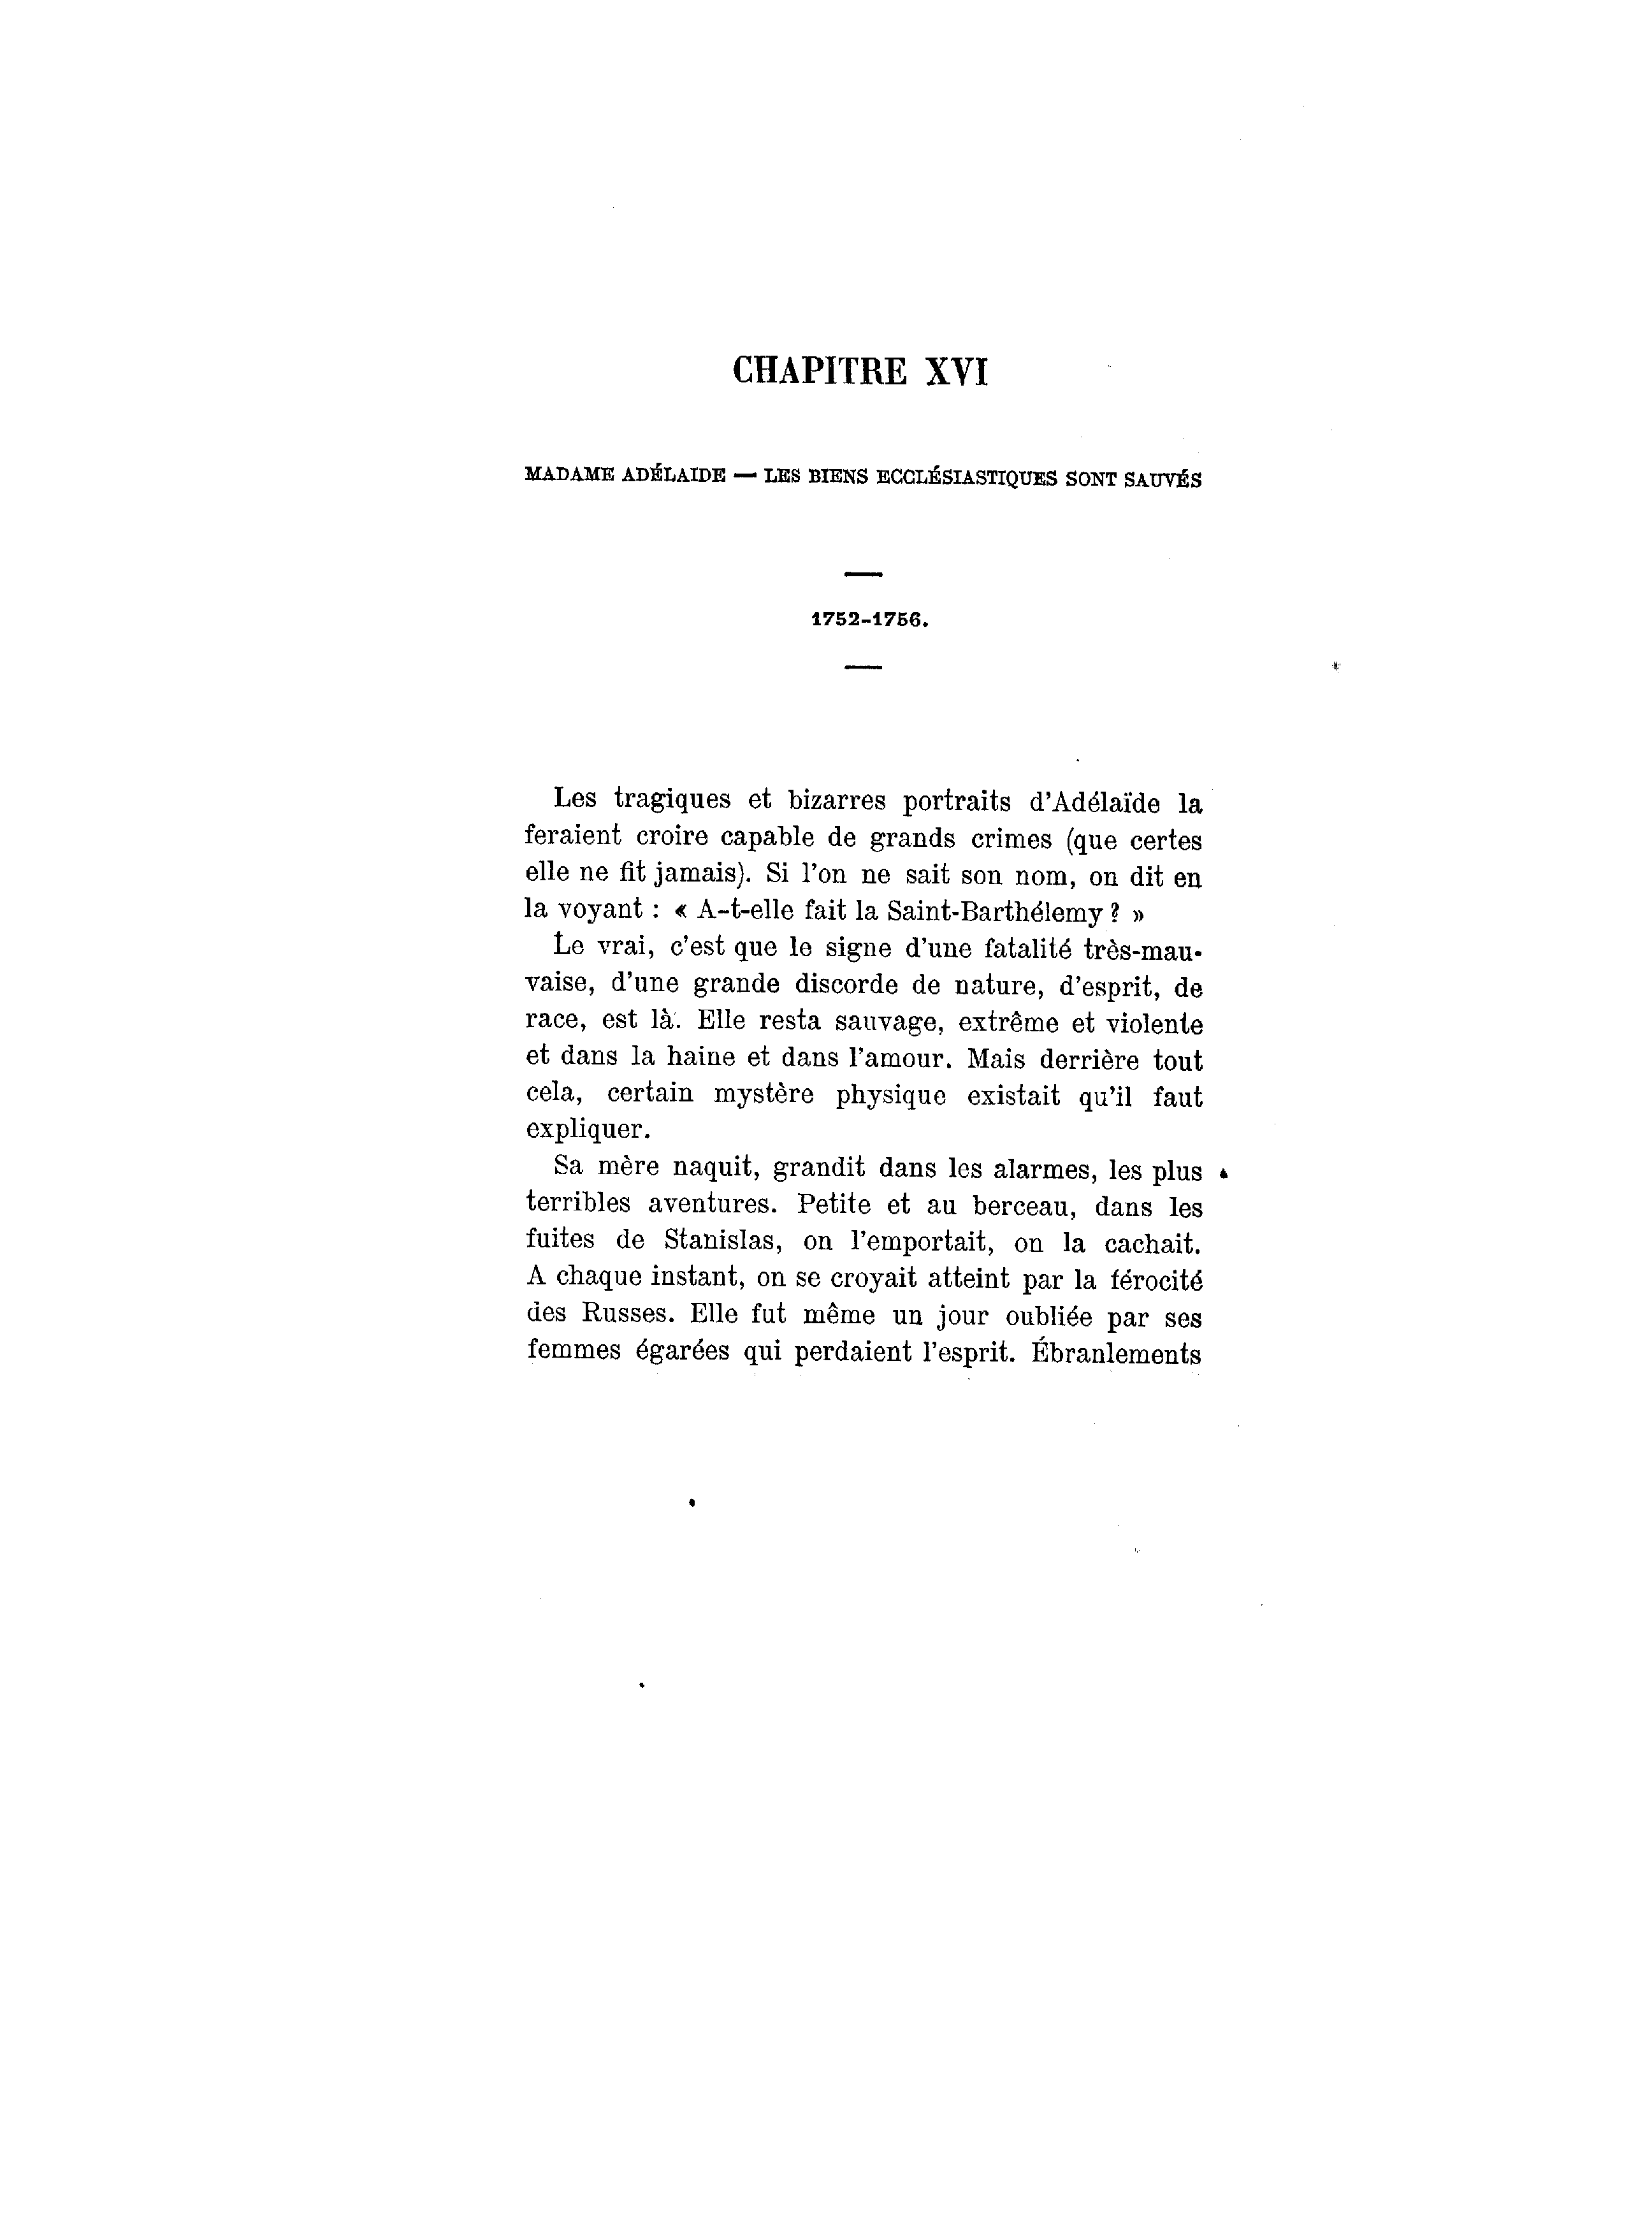 CHAPITRE XVI
MADAME ADÉLAIDE — LES BIENS ECCLÉSIASTIQUES SONT SAUVÉS
1752-1756.
Les tragiques et bizarres portraits d'Adélaïde la
feraient croire capable de grands crimes (que certes
elle ne fit jamais). Si l'on ne sait son nom, on dit en
la voyant : « A-t-elle fait la Saint-Barthélemy ? »
Le vrai, c'est que le signe d'une fatalité très-mau-
vaise, d'une grande discorde de nature, d'esprit, de
race, est là. Elle resta sauvage, extrême et violente
et dans la haine et dans l'amour. Mais derrière tout
cela, certain mystère physique existait qu'il faut
expliquer.
Sa mère naquit, grandit dans les alarmes, les plus
terribles aventures. Petite et au berceau, dans les
fuites de Stanislas, on l'emportait, on la cachait.
A chaque instant, on se croyait atteint par la férocité
des Russes. Elle fut même un jour oubliée par ses
femmes égarées qui perdaient l'esprit. Ébranlements